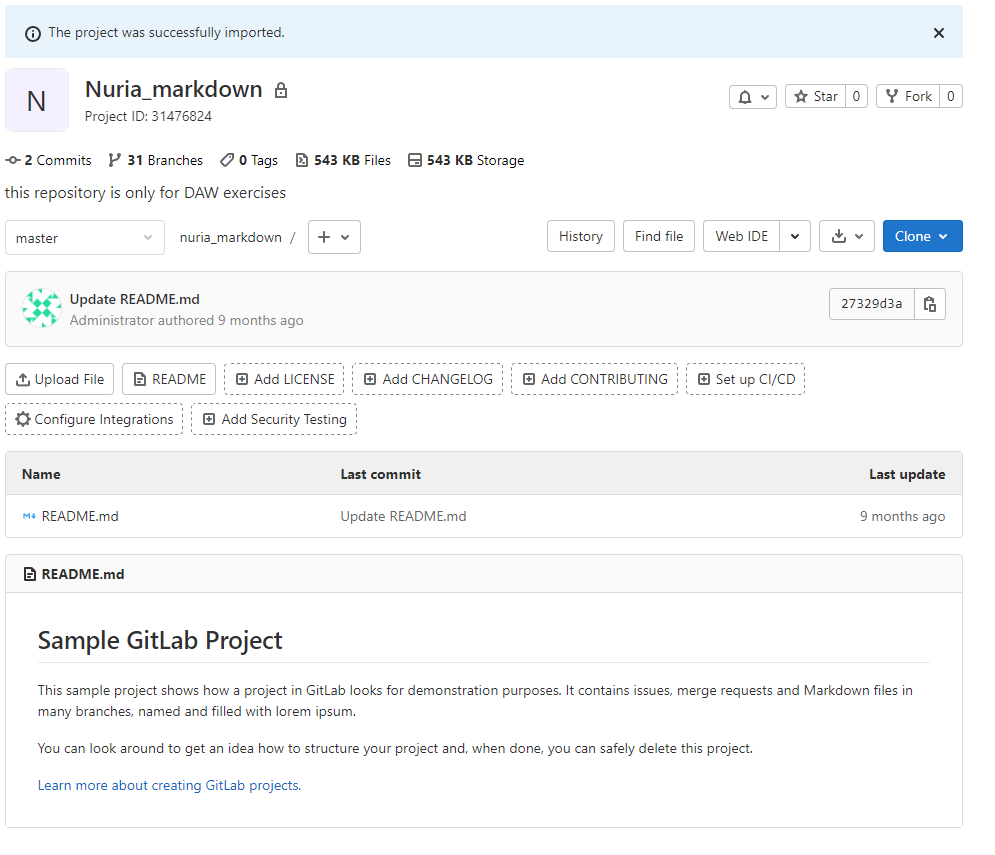 The project was successfully imported.
N
Nuria_markdown
Project ID: 31476824
Star 0
Fork 0
2 Commits 31 Branches 0 Tags 543 KB Files 543 KB Storage
this repository is only for DAW exercises
master nuria_markdown / History Find file Web IDE Clone
Update README.md
Administrator authored 9 months ago
27329d3a
Upload File README Add LICENSE Add CHANGELOG Add CONTRIBUTING Set up CI/CD
Configure Integrations Add Security Testing
Name Last commit Last update
README.md Update README.md 9 months ago
README.md
Sample GitLab Project
This sample project shows how a project in GitLab looks for demonstration purposes. It contains issues, merge requests and Markdown files in
many branches, named and filled with lorem ipsum.
You can look around to get an idea how to structure your project and, when done, you can safely delete this project.
Learn more about creating GitLab projects.